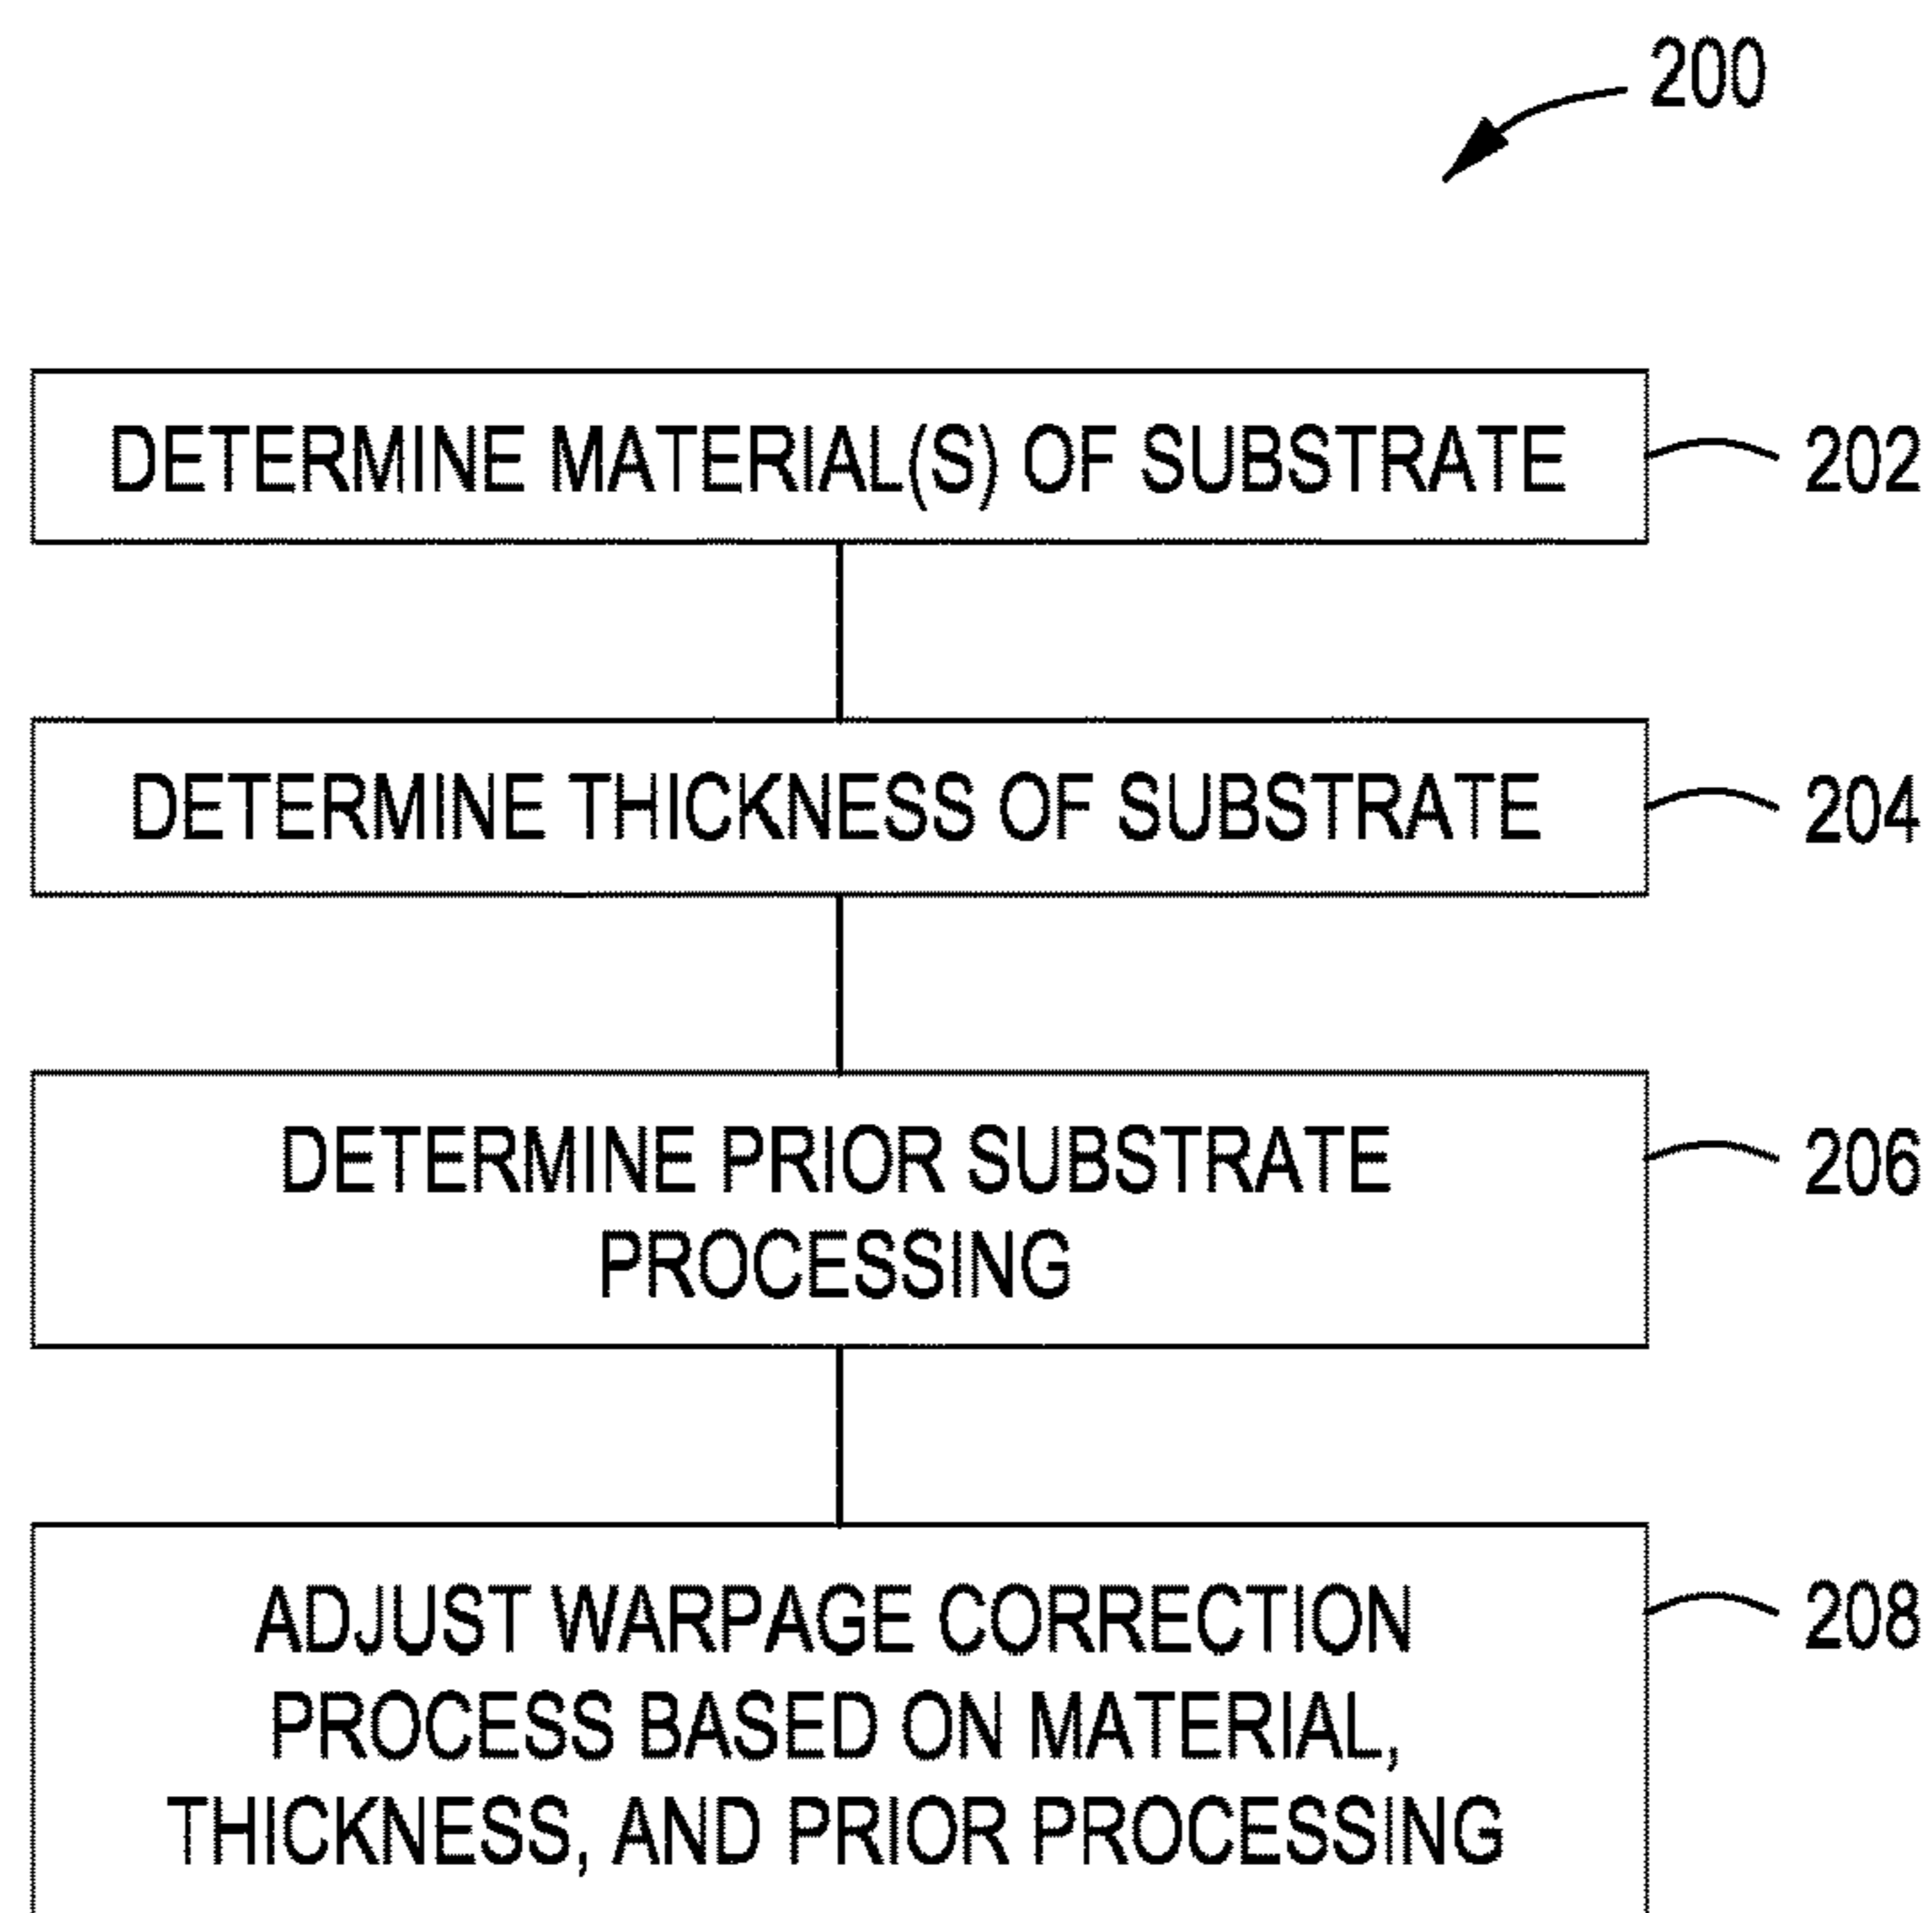 200
DETERMINE MATERIAL(S) OF SUBSTRATE
202
DETERMINE THICKNESS OF SUBSTRATE
204
DETERMINE PRIOR SUBSTRATE
PROCESSING
206
ADJUST WARPAGE CORRECTION
PROCESS BASED ON MATERIAL,
THICKNESS, AND PRIOR PROCESSING
208